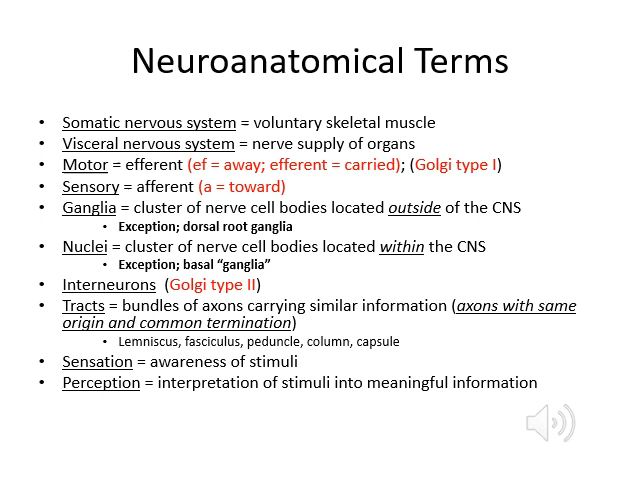 Neuroanatomical Terms
• Somatic nervous system = voluntary skeletal muscle
• Visceral nervous system = nerve supply of organs
• Motor = efferent (ef = away; efferent = carried); (Golgi type I)
• Sensory = afferent (a = toward)
• Ganglia = cluster of nerve cell bodies located outside of the CNS
• Exception; dorsal root ganglia
• Nuclei = cluster of nerve cell bodies located within the CNS
• Exception; basal “ganglia”
• Interneurons (Golgi type II)
• Tracts = bundles of axons carrying similar information (axons with same
origin and common termination)
• Lemniscus, fasciculus, peduncle, column, capsule
• Sensation = awareness of stimuli
• Perception = interpretation of stimuli into meaningful information